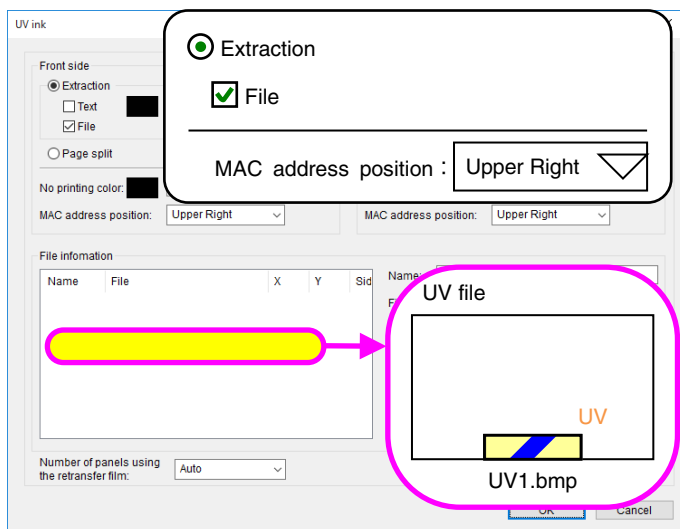 UV ink
Extraction
File
MAC address position : Upper Right
Front side
Extraction
Text
File
Page split
No printing color:
MAC address position: Upper Right
MAC address position: Upper Right
File infomation
Name File X Y Sid
Name:
UV file
UV
UV1.bmp
Number of panels using
the retransfer film:
Auto
OK Cancel